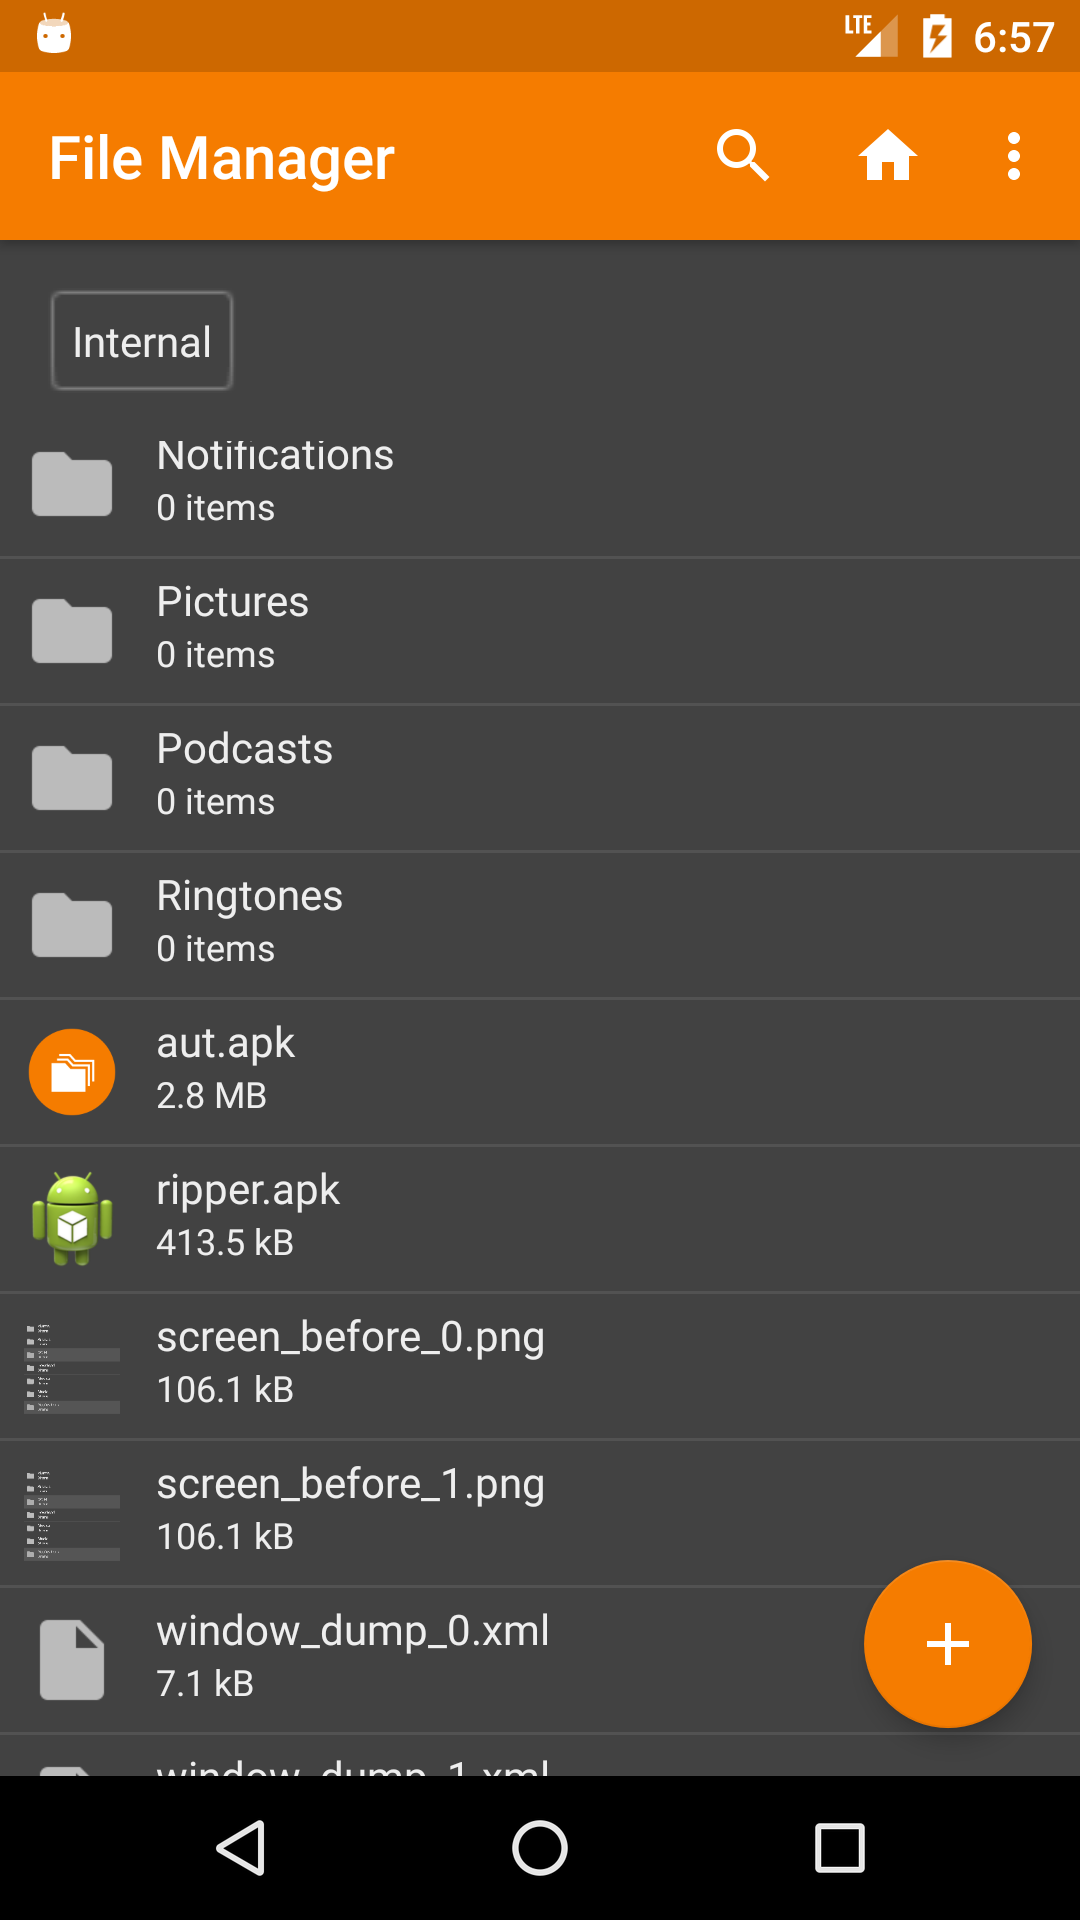 LTE 6:57
File Manager
Internal
Notifications
0 items
Pictures
0 items
Podcasts
0 items
Ringtones
0 items
aut.apk
2.8 MB
ripper.apk
413.5 kB
screen_before_0.png
106.1 kB
screen_before_1.png
106.1 kB
window_dump_0.xml
7.1 kB
window_dump_1.xml